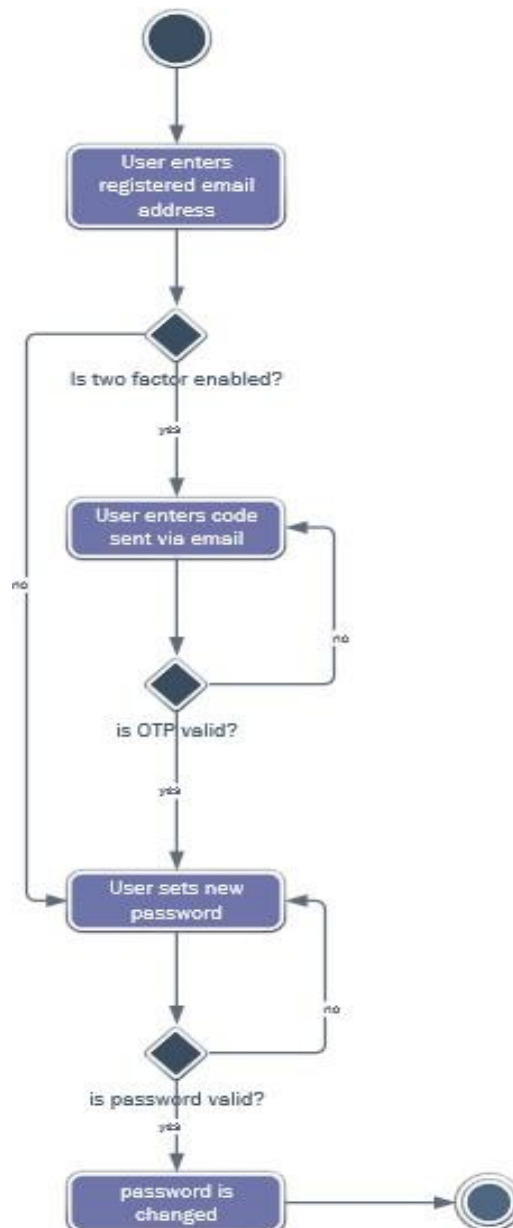 User enters
registered email
address
Is two factor enabled?
yes
User enters code
sent via email
no
no
is OTP valid?
yes
User sets new
password
no
is password valid?
yes
password is
changed